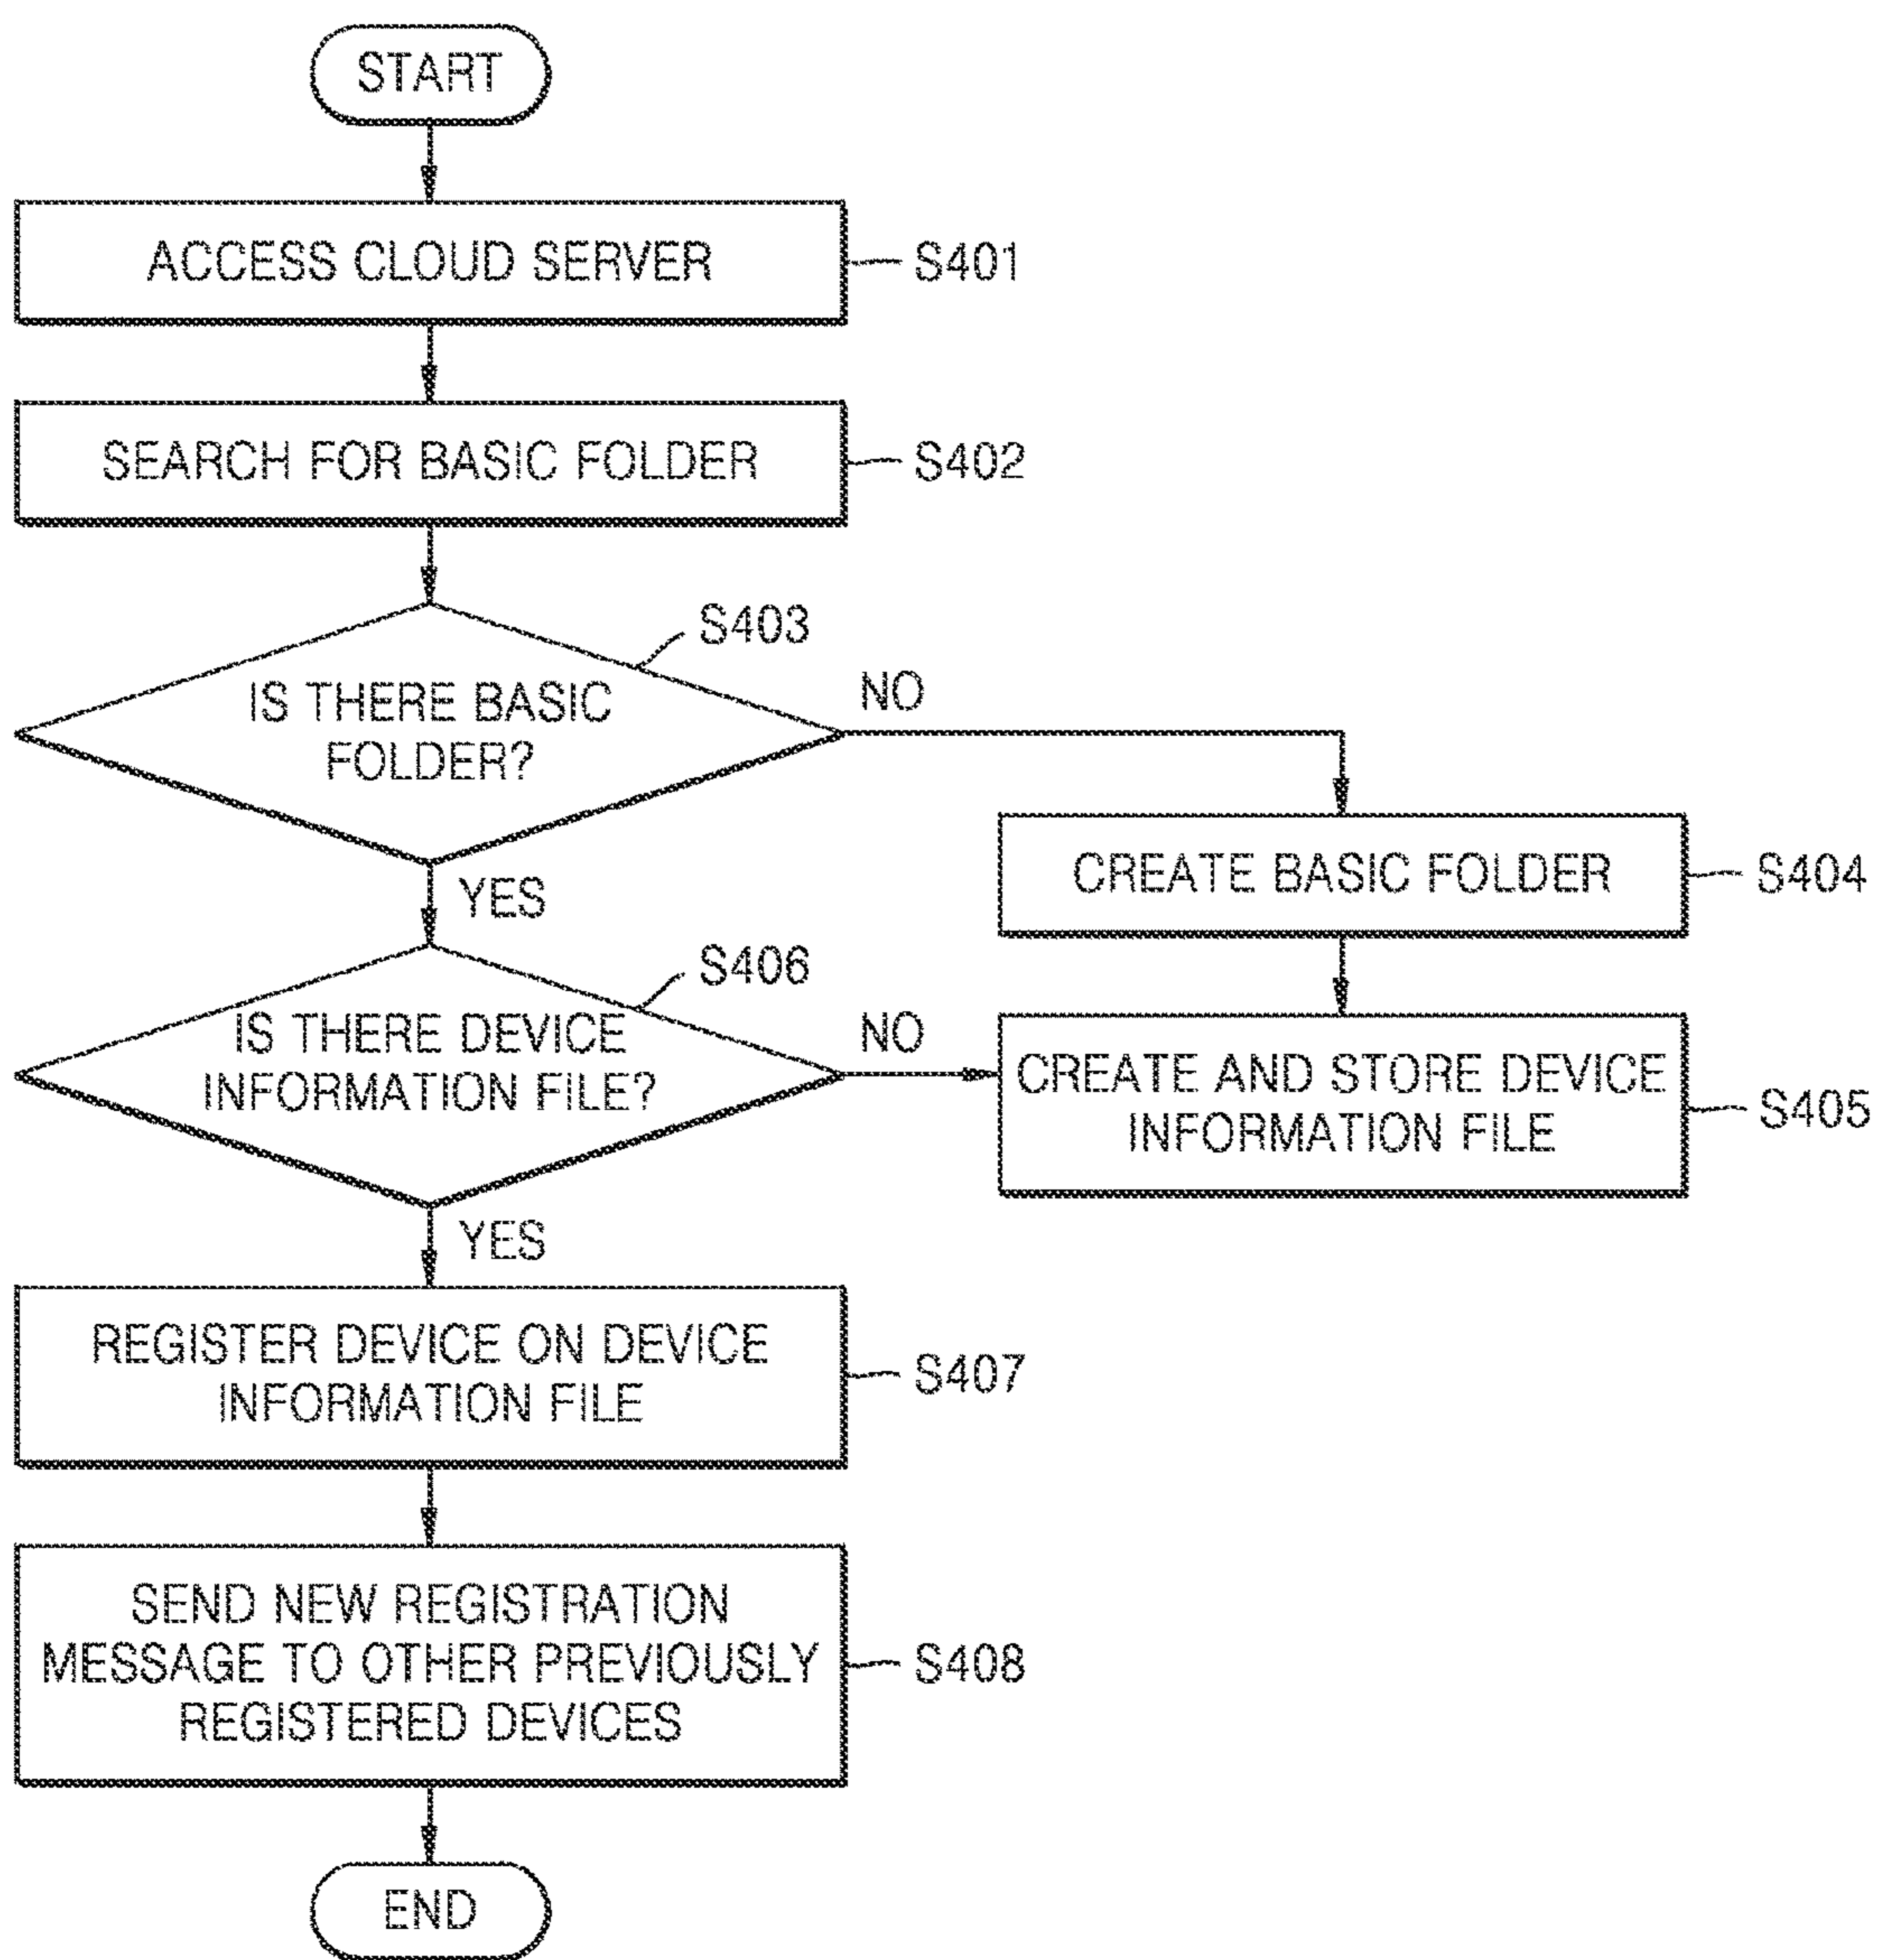 START
ACCESS CLOUD SERVER
S401
SEARCH FOR BASIC FOLDER
S402
S403
IS THERE BASIC
FOLDER?
NO
YES
CREATE BASIC FOLDER
S404
S406
IS THERE DEVICE
INFORMATION FILE?
NO
YES
CREATE AND STORE DEVICE
INFORMATION FILE
S405
REGISTER DEVICE ON DEVICE
INFORMATION FILE
S407
SEND NEW REGISTRATION
MESSAGE TO OTHER PREVIOUSLY
REGISTERED DEVICES
S408
END